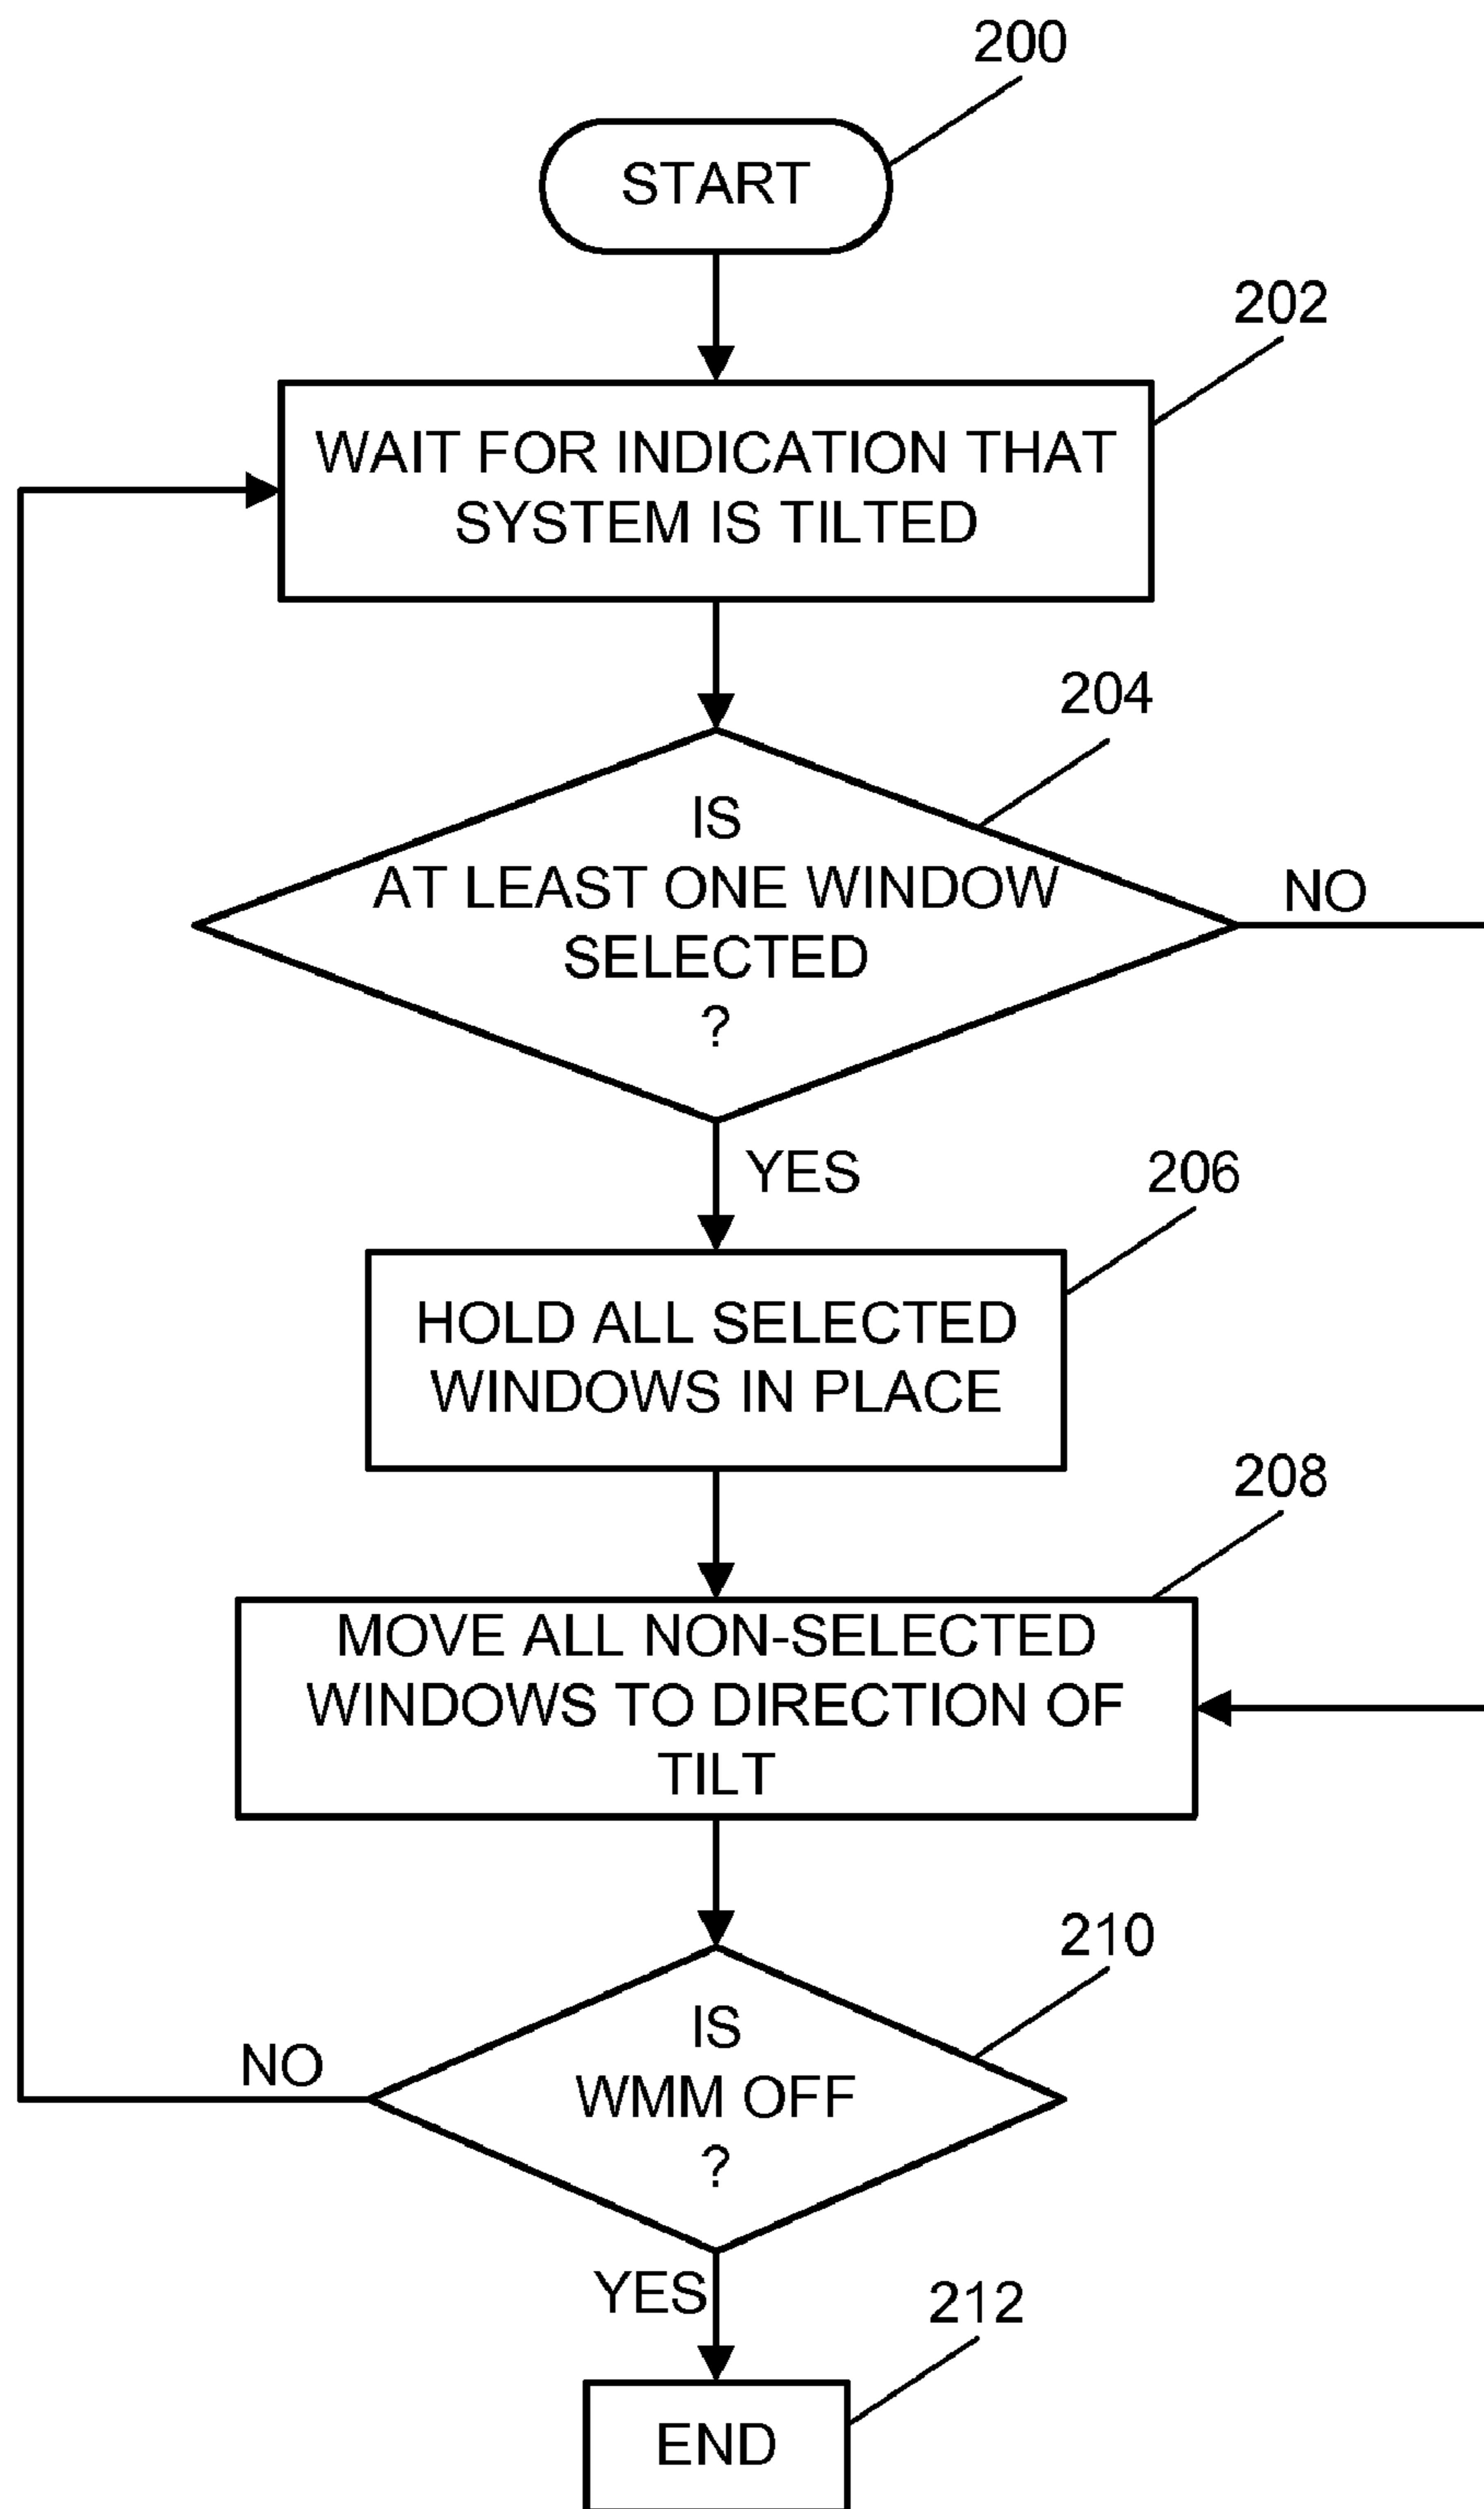 200
START
202
WAIT FOR INDICATION THAT
SYSTEM IS TILTED
204
IS
AT LEAST ONE WINDOW
SELECTED
?
NO
YES
206
HOLD ALL SELECTED
WINDOWS IN PLACE
208
MOVE ALL NON-SELECTED
WINDOWS TO DIRECTION OF
TILT
210
IS
WMM OFF
?
NO
YES
212
END